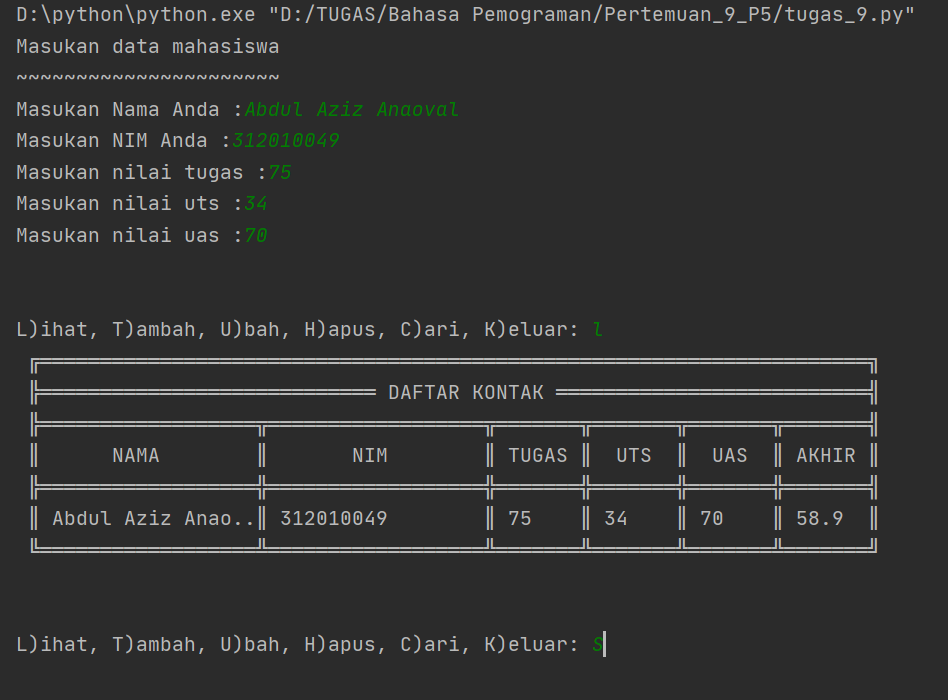 D:\python\python.exe "D:/TUGAS/Bahasa Pemograman/Pertemuan_9_P5/tugas_9.py"
Masukan data mahasiswa
~~~~~~~~~~~~~~~~~~~~~~
Masukan Nama Anda :Abdul Aziz Anaoval
Masukan NIM Anda :312010049
Masukan nilai tugas :75
Masukan nilai uts :34
Masukan nilai uas :70
L)ihat, T)ambah, U)bah, H)apus, C)ari, K)eluar: l
DAFTAR KONTAK
NAMA NIM TUGAS UTS UAS AKHIR
Abdul Aziz Anao.. 312010049 75 34 70 58.9
L)ihat, T)ambah, U)bah, H)apus, C)ari, K)eluar: S